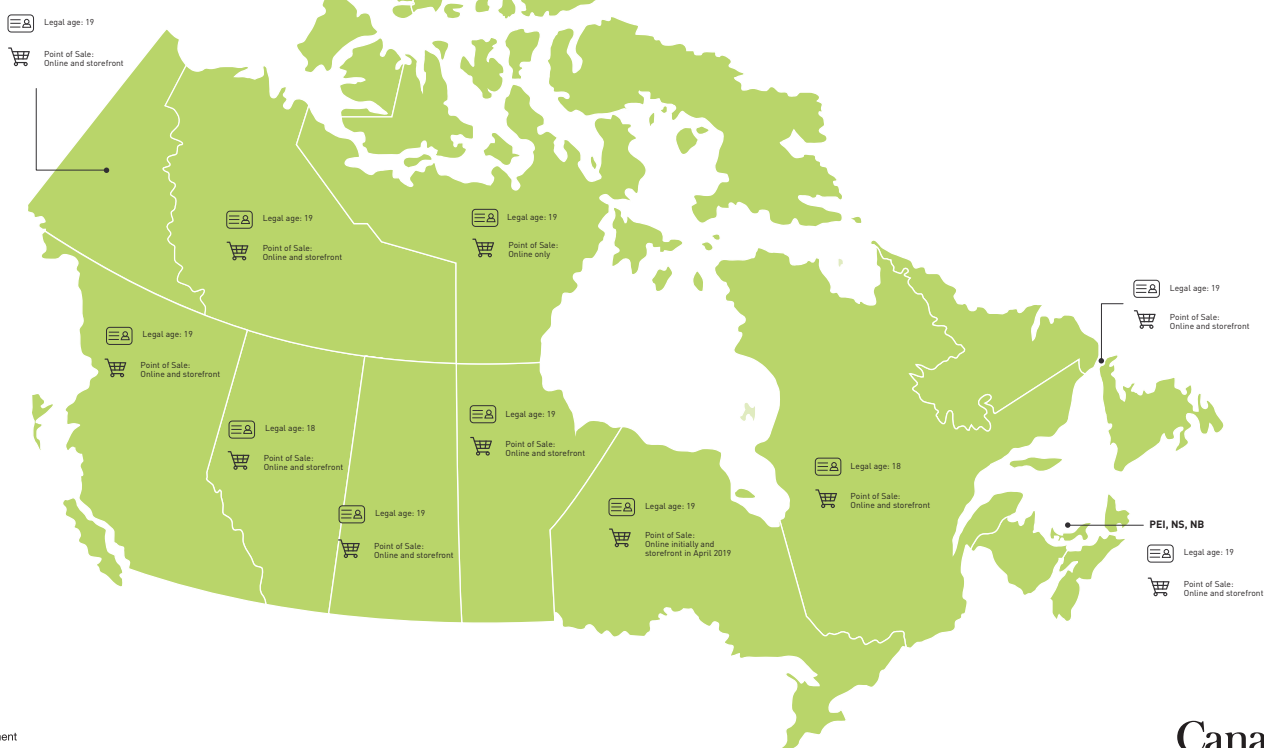 Legal age: 19
Point of Sale:
Online and storefront
Legal age: 19
Point of Sale:
Online and storefront
Legal age: 19
Point of Sale:
Online only
Legal age: 19
Point of Sale:
Online and storefront
Legal age: 19
Point of Sale:
Online and storefront
Legal age: 18
Point of Sale:
Online and storefront
Legal age: 19
Point of Sale:
Online and storefront
Legal age: 19
Point of Sale:
Online and storefront
Legal age: 19
Point of Sale:
Online initially and
storefront in April 2019
Legal age: 18
Point of Sale:
Online and storefront
PEI, NS, NB
Legal age: 19
Point of Sale:
Online and storefront